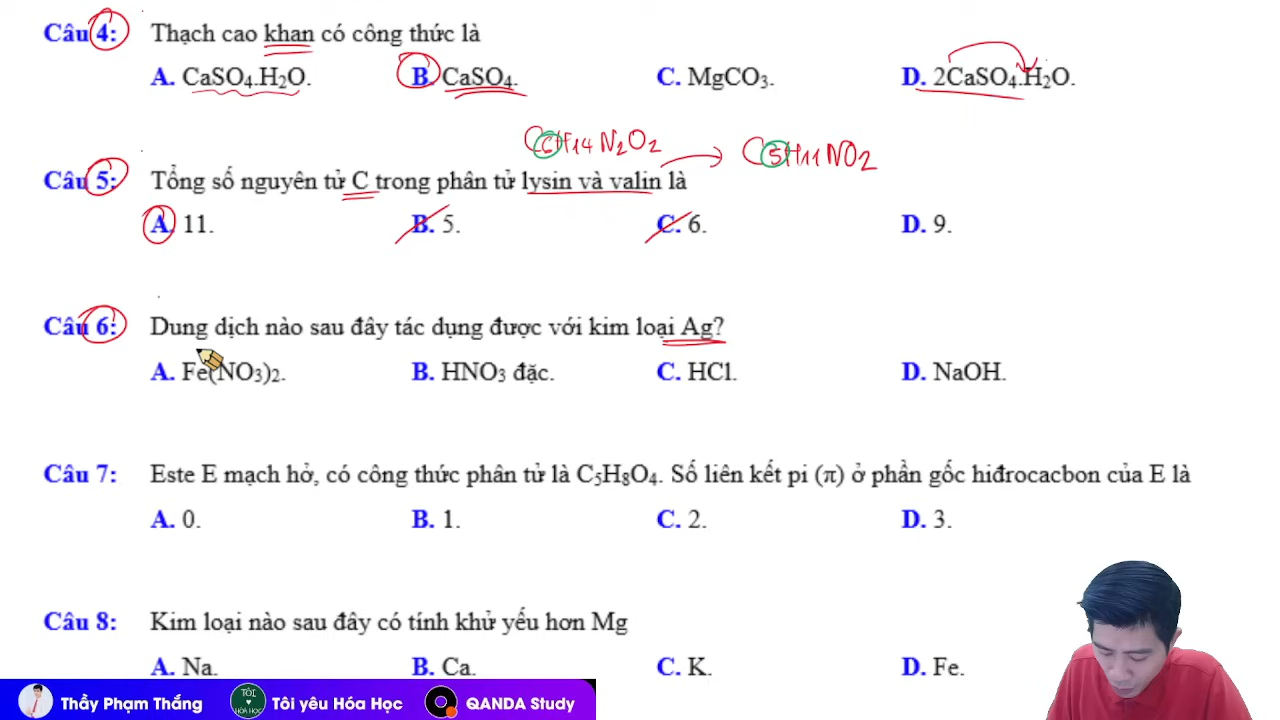 Câu 4: Thạch cao khan có công thức là
A. CaSO₄.H₂O. B. CaSO₄. C. MgCO₃. D. 2CaSO₄.H₂O.
C₆H₁₄N₂O₂ C₅H₁₁NO₂
Câu 5: Tổng số nguyên tử C trong phân tử lysin và valin là
A. 11. B. 5. C. 6. D. 9.
Câu 6: Dung dịch nào sau đây tác dụng được với kim loại Ag?
A. Fe(NO₃)₂. B. HNO₃ đặc. C. HCl. D. NaOH.
Câu 7: Este E mạch hở, có công thức phân tử là C₅H₈O₄. Số liên kết pi (π) ở phần gốc hiđrocacbon của E là
A. 0. B. 1. C. 2. D. 3.
Câu 8: Kim loại nào sau đây có tính khử yếu hơn Mg
A. Na. B. Ca. C. K. D. Fe.
Thầy Phạm Thắng TÔI ♥ HÓA HỌC Tôi yêu Hóa Học QANDA Study